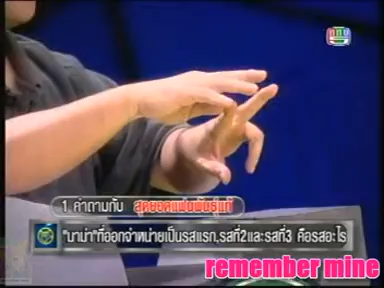 1. คำถามกับ สุดยอดแฟนพันธุ์แท้
"มาม่า"ที่ออกจำหน่ายเป็นรสแรก,รสที่2และรสที่3 คือรสอะไร
remember mine